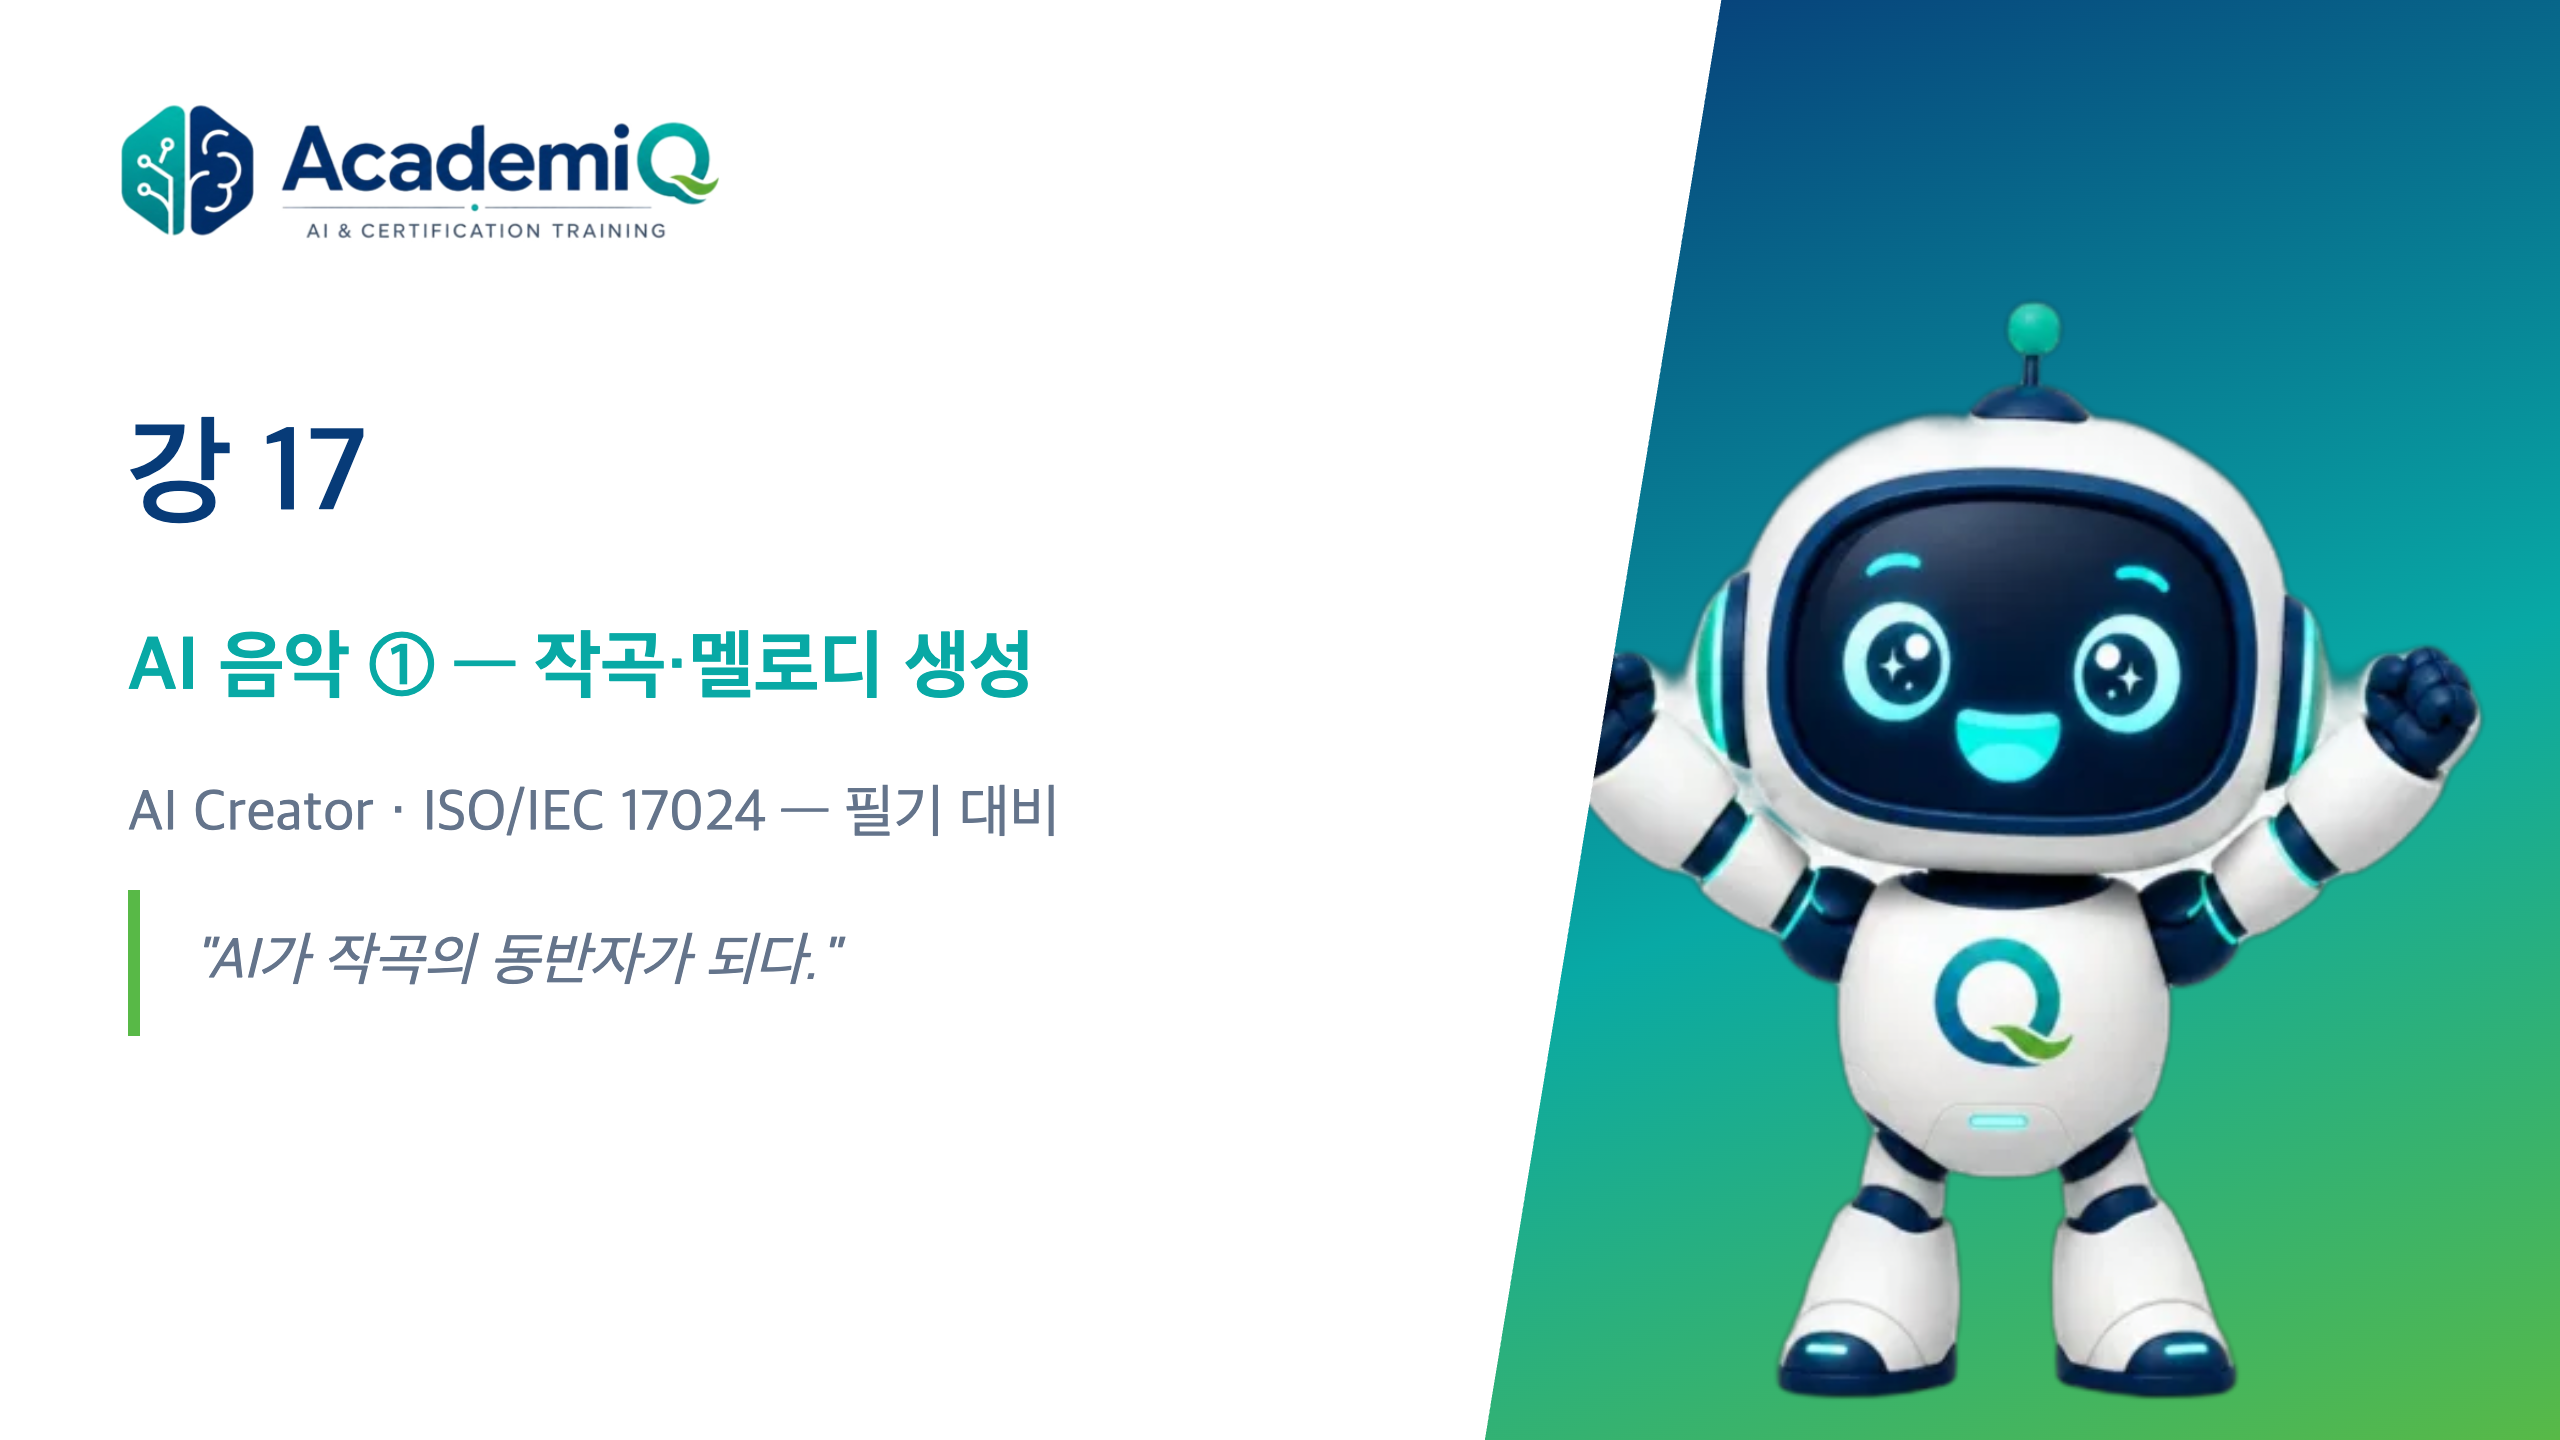 AcademiQ
AI & CERTIFICATION TRAINING
강 17
AI 음악 ① — 작곡·멜로디 생성
AI Creator · ISO/IEC 17024 — 필기 대비
"AI가 작곡의 동반자가 되다."
Q